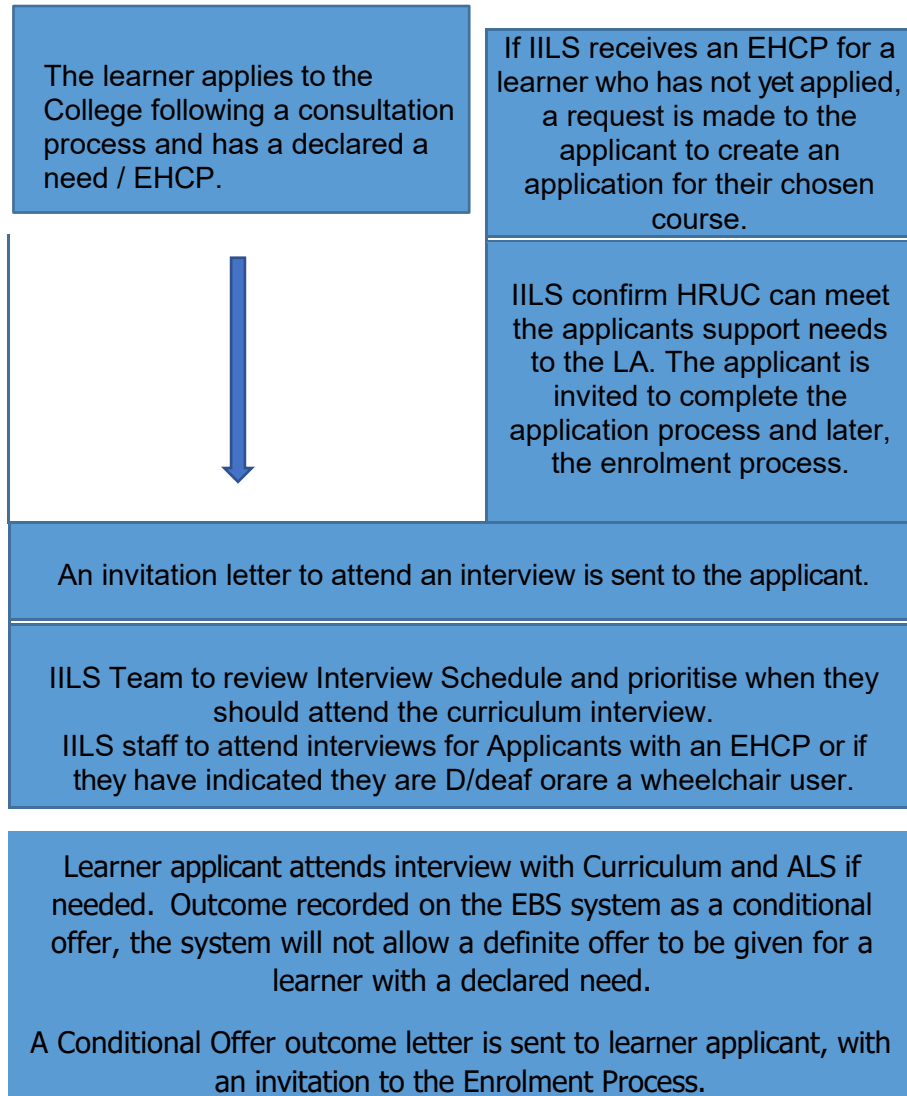 The learner applies to the
College following a consultation
process and has a declared a
need / EHCP.
If IILS receives an EHCP for a
learner who has not yet applied,
a request is made to the
applicant to create an
application for their chosen
course.
IILS confirm HRUC can meet
the applicants support needs
to the LA. The applicant is
invited to complete the
application process and later,
the enrolment process.
An invitation letter to attend an interview is sent to the applicant.
IILS Team to review Interview Schedule and prioritise when they
should attend the curriculum interview.
IILS staff to attend interviews for Applicants with an EHCP or if
they have indicated they are D/deaf orare a wheelchair user.
Learner applicant attends interview with Curriculum and ALS if
needed. Outcome recorded on the EBS system as a conditional
offer, the system will not allow a definite offer to be given for a
learner with a declared need.
A Conditional Offer outcome letter is sent to learner applicant, with
an invitation to the Enrolment Process.